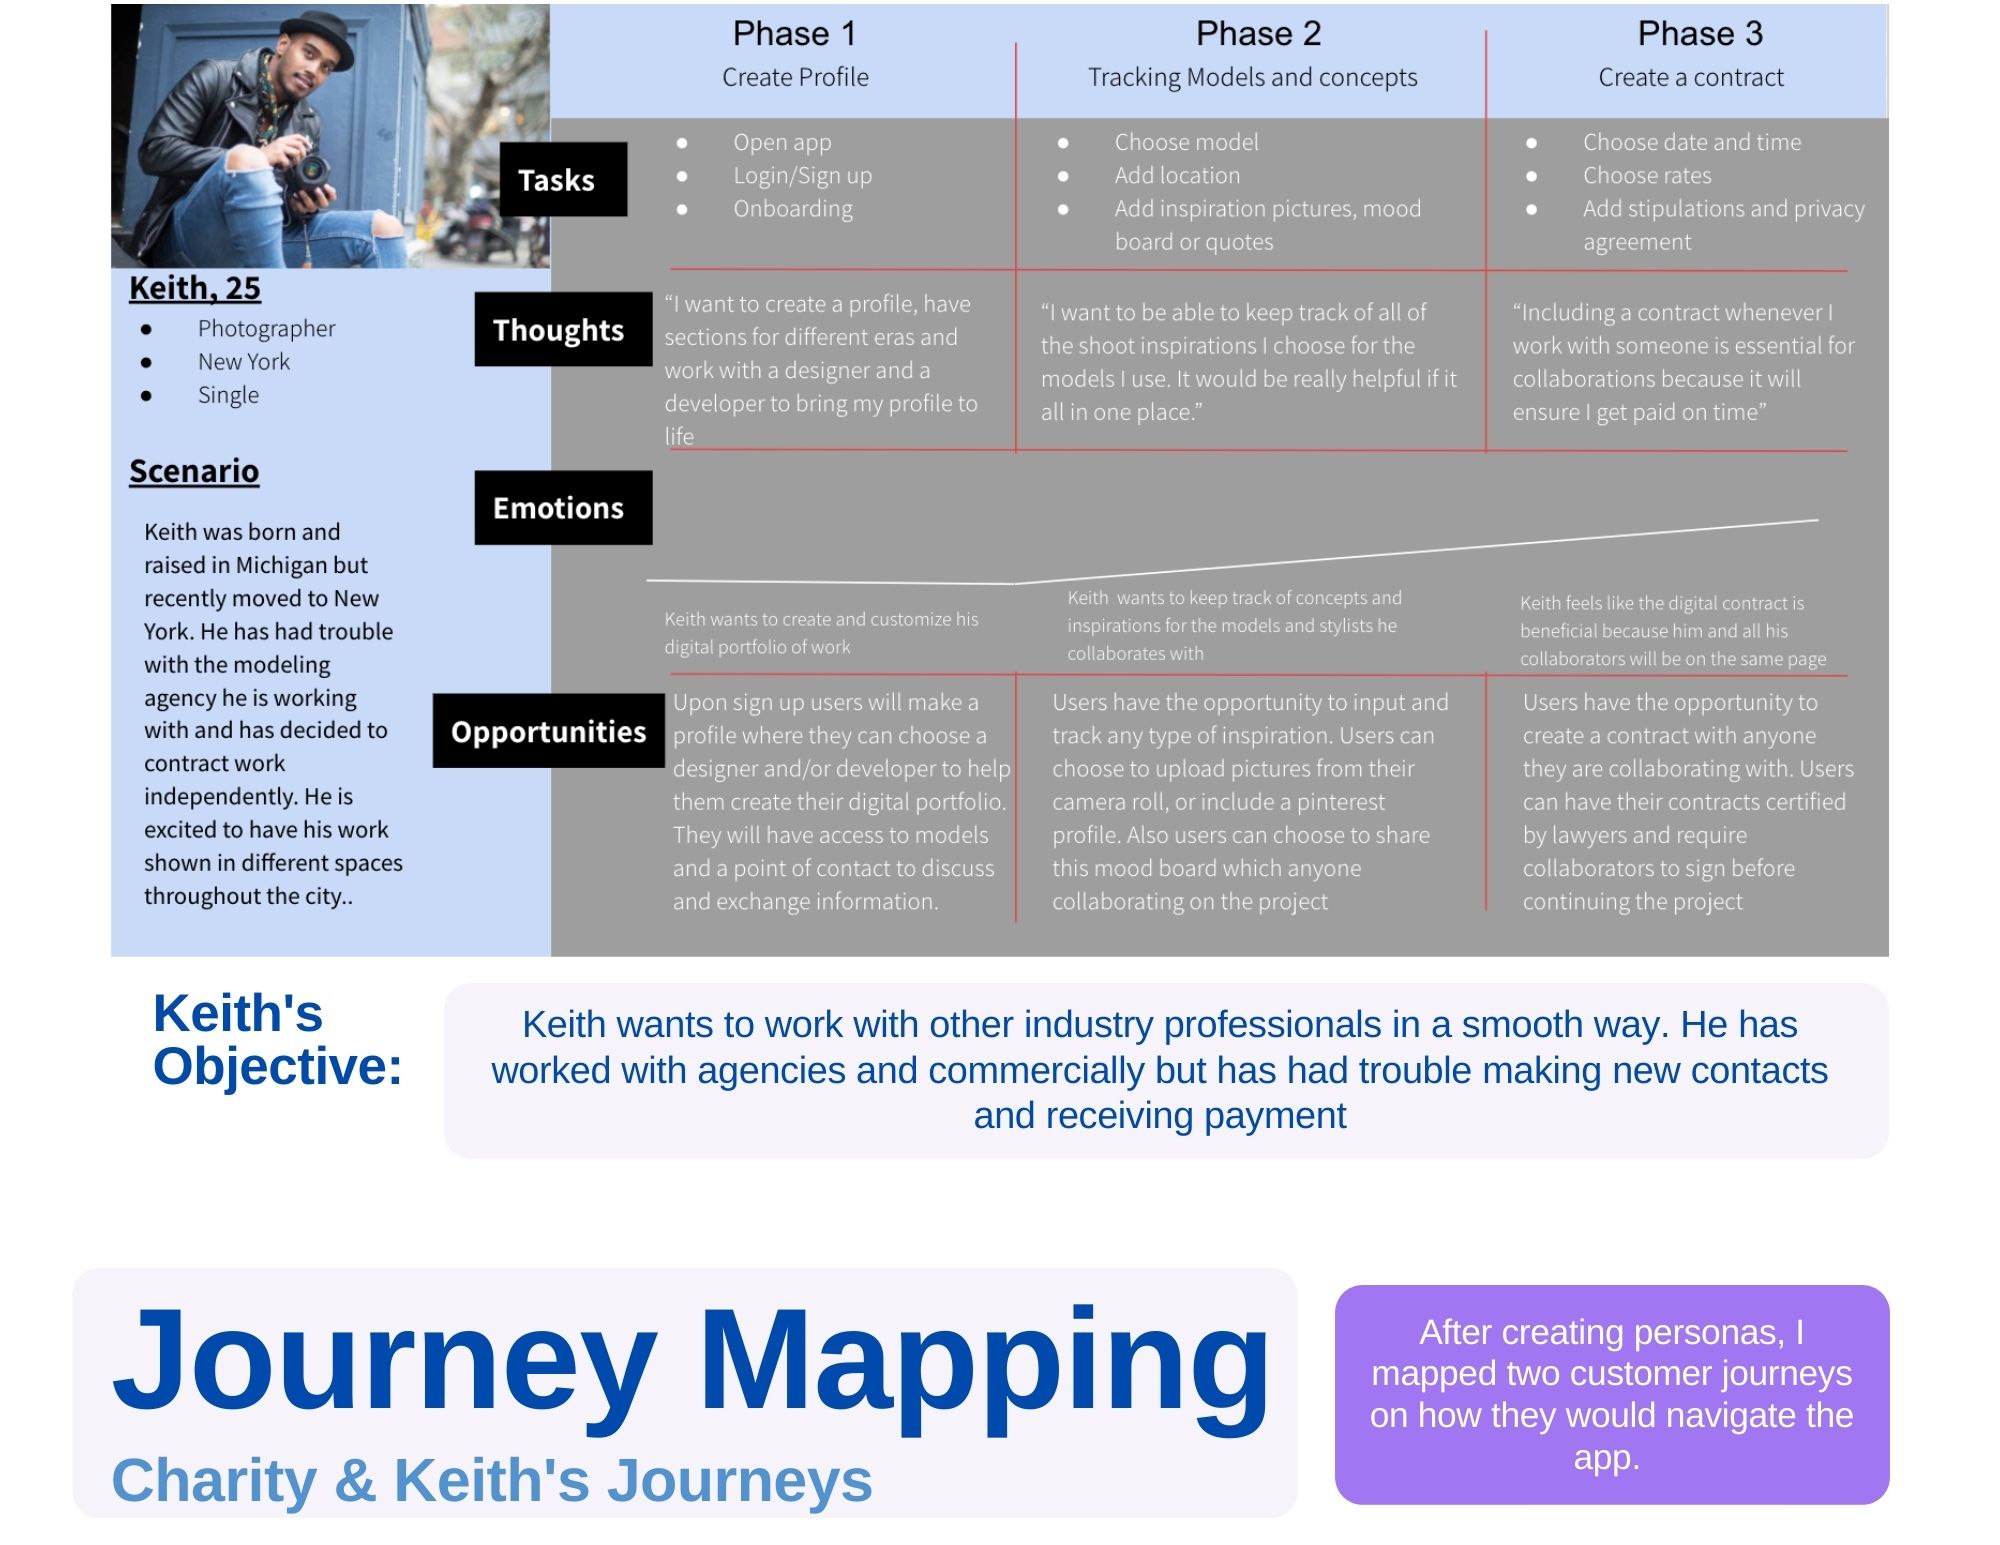 Phase 1
Create Profile
Phase 2
Tracking Models and concepts
Phase 3
Create a contract
Tasks
● Open app
● Login/Sign up
● Onboarding
● Choose model
● Add location
● Add inspiration pictures, mood
board or quotes
● Choose date and time
● Choose rates
● Add stipulations and privacy
agreement
Keith, 25
● Photographer
● New York
● Single
Scenario
Keith was born and
raised in Michigan but
recently moved to New
York. He has had trouble
with the modeling
agency he is working
with and has decided to
contract work
independently. He is
excited to have his work
shown in different spaces
throughout the city..
Thoughts
“I want to create a profile, have
sections for different eras and
work with a designer and a
developer to bring my profile to
life
“I want to be able to keep track of all of
the shoot inspirations I choose for the
models I use. It would be really helpful if it
all in one place.”
“Including a contract whenever I
work with someone is essential for
collaborations because it will
ensure I get paid on time”
Emotions
Keith wants to create and customize his
digital portfolio of work
Keith wants to keep track of concepts and
inspirations for the models and stylists he
collaborates with
Keith feels like the digital contract is
beneficial because him and all his
collaborators will be on the same page
Opportunities
Upon sign up users will make a
profile where they can choose a
designer and/or developer to help
them create their digital portfolio.
They will have access to models
and a point of contact to discuss
and exchange information.
Users have the opportunity to input and
track any type of inspiration. Users can
choose to upload pictures from their
camera roll, or include a pinterest
profile. Also users can choose to share
this mood board which anyone
collaborating on the project
Users have the opportunity to
create a contract with anyone
they are collaborating with. Users
can have their contracts certified
by lawyers and require
collaborators to sign before
continuing the project
Keith's
Objective:
Keith wants to work with other industry professionals in a smooth way. He has
worked with agencies and commercially but has had trouble making new contacts
and receiving payment
Journey Mapping
Charity & Keith's Journeys
After creating personas, I
mapped two customer journeys
on how they would navigate the
app.